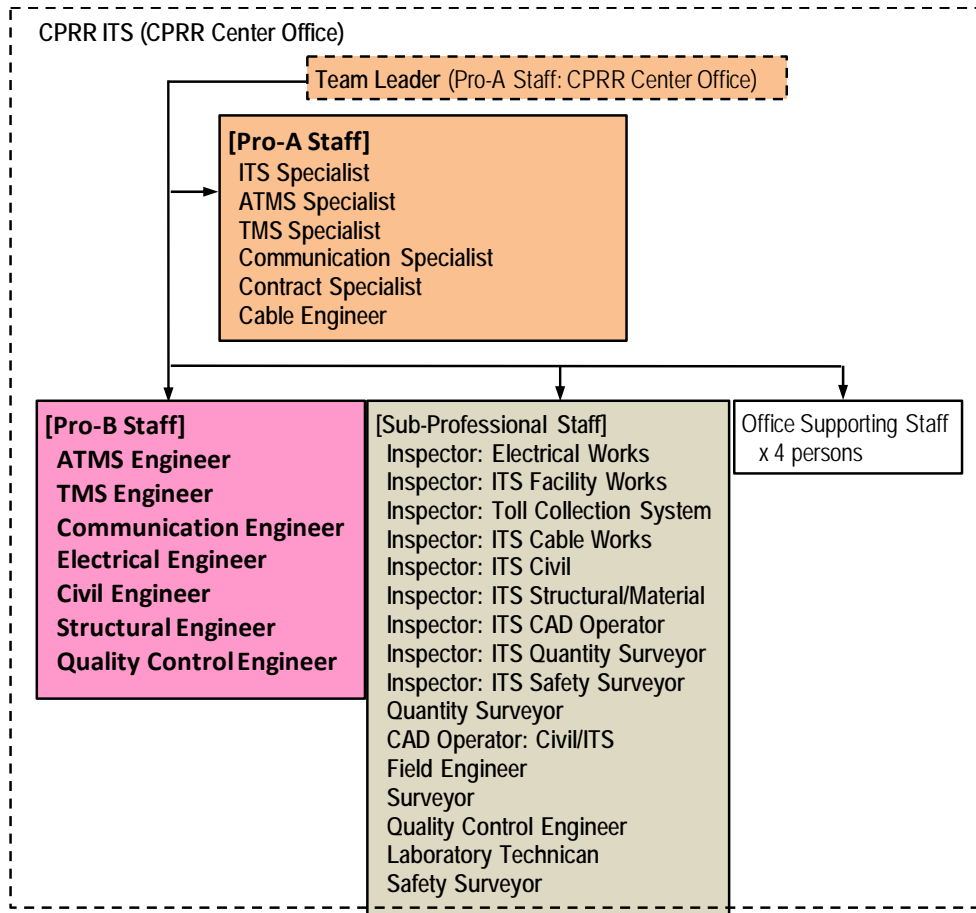 CPRR ITS (CPRR Center Office)
Team Leader (Pro-A Staff: CPRR Center Office)
[Pro-A Staff]
ITS Specialist
ATMS Specialist
TMS Specialist
Communication Specialist
Contract Specialist
Cable Engineer
[Pro-B Staff]
ATMS Engineer
TMS Engineer
Communication Engineer
Electrical Engineer
Civil Engineer
Structural Engineer
Quality Control Engineer
[Sub-Professional Staff]
Inspector: Electrical Works
Inspector: ITS Facility Works
Inspector: Toll Collection System
Inspector: ITS Cable Works
Inspector: ITS Civil
Inspector: ITS Structural/Material
Inspector: ITS CAD Operator
Inspector: ITS Quantity Surveyor
Inspector: ITS Safety Surveyor
Quantity Surveyor
CAD Operator: Civil/ITS
Field Engineer
Surveyor
Quality Control Engineer
Laboratory Technican
Safety Surveyor
Office Supporting Staff
x 4 persons